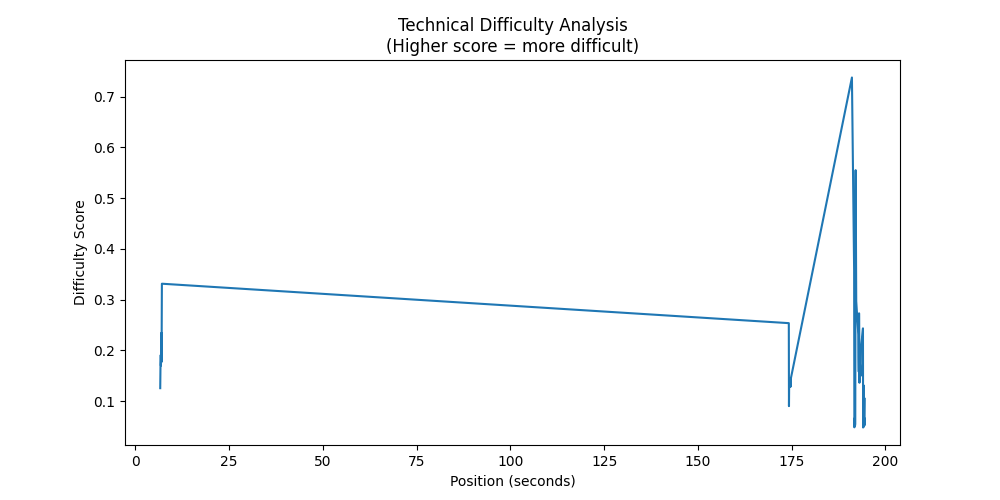 Technical Difficulty Analysis
(Higher score = more difficult)
Difficulty Score
0.7
0.6
0.5
0.4
0.3
0.2
0.1
0 25 50 75 100 125 150 175 200
Position (seconds)